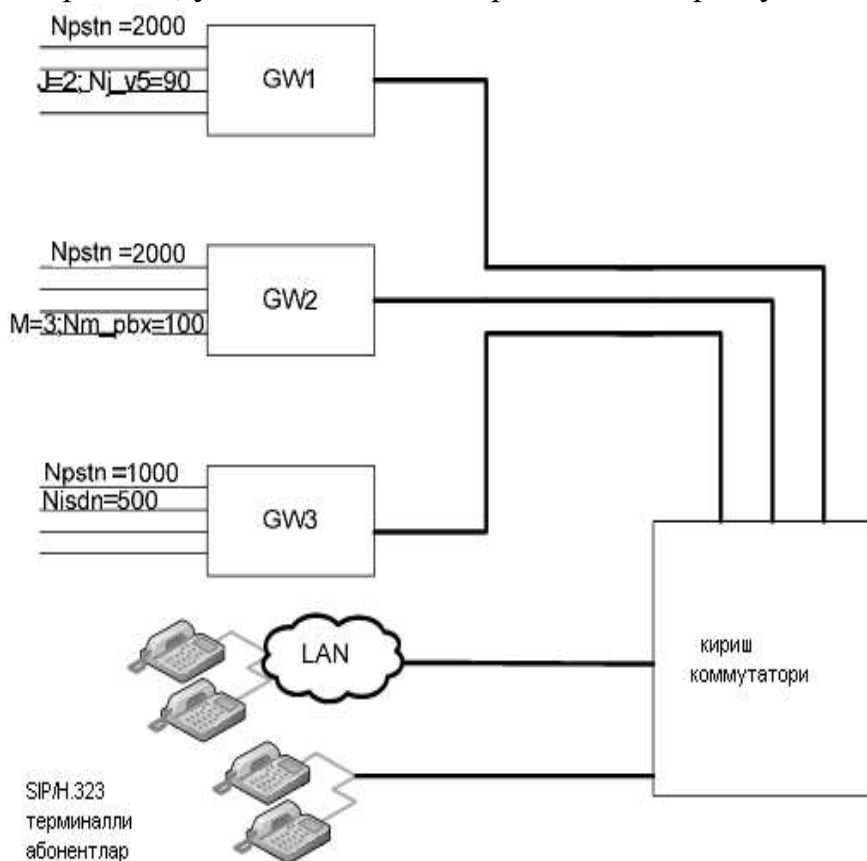 Npstn =2000
J=2; Nj_v5=90
GW1
Npstn =2000
M=3;Nm_pbx=100
GW2
Npstn =1000
Nisdn=500
GW3
LAN
кириш
коммутатори
SIP/H.323
терминалли
абонентлар